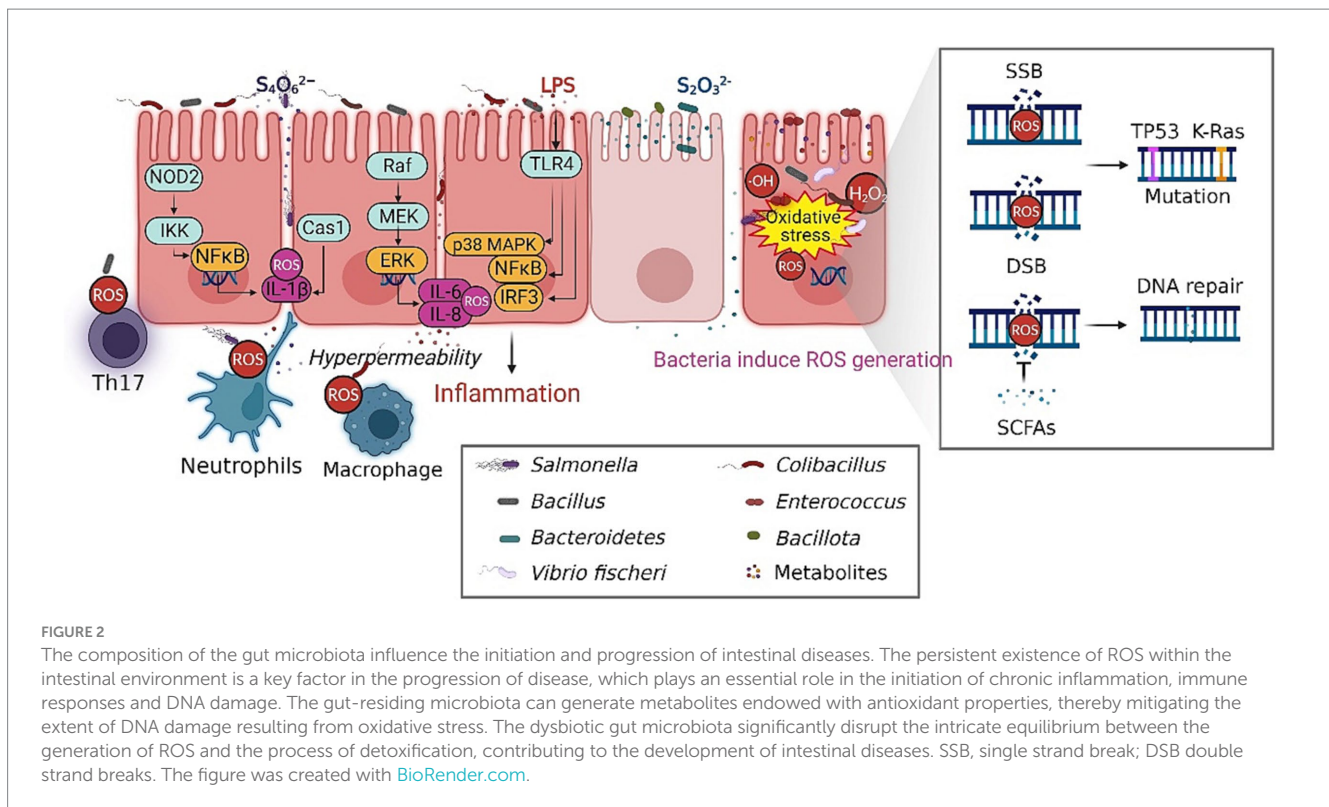 S₄O₆²⁻
LPS
S₂O₃²⁻
NOD2
IKK
NFκB
Cas1
ROS
IL-1β
Raf
MEK
ERK
IL-6
IL-8
ROS
TLR4
p38 MAPK
NFκB
IRF3
·OH
H₂O₂
Oxidative
stress
ROS
ROS
Th17
ROS
Neutrophils
Hyperpermeability
ROS
Macrophage
Inflammation
Bacteria induce ROS generation
SSB
ROS
ROS
DSB
ROS
SCFAs
TP53 K-Ras
Mutation
DNA repair
Salmonella
Colibacillus
Bacillus
Enterococcus
Bacteroidetes
Bacillota
Vibrio fischeri
Metabolites
FIGURE 2
The composition of the gut microbiota influence the initiation and progression of intestinal diseases. The persistent existence of ROS within the
intestinal environment is a key factor in the progression of disease, which plays an essential role in the initiation of chronic inflammation, immune
responses and DNA damage. The gut-residing microbiota can generate metabolites endowed with antioxidant properties, thereby mitigating the
extent of DNA damage resulting from oxidative stress. The dysbiotic gut microbiota significantly disrupt the intricate equilibrium between the
generation of ROS and the process of detoxification, contributing to the development of intestinal diseases. SSB, single strand break; DSB double
strand breaks. The figure was created with BioRender.com.